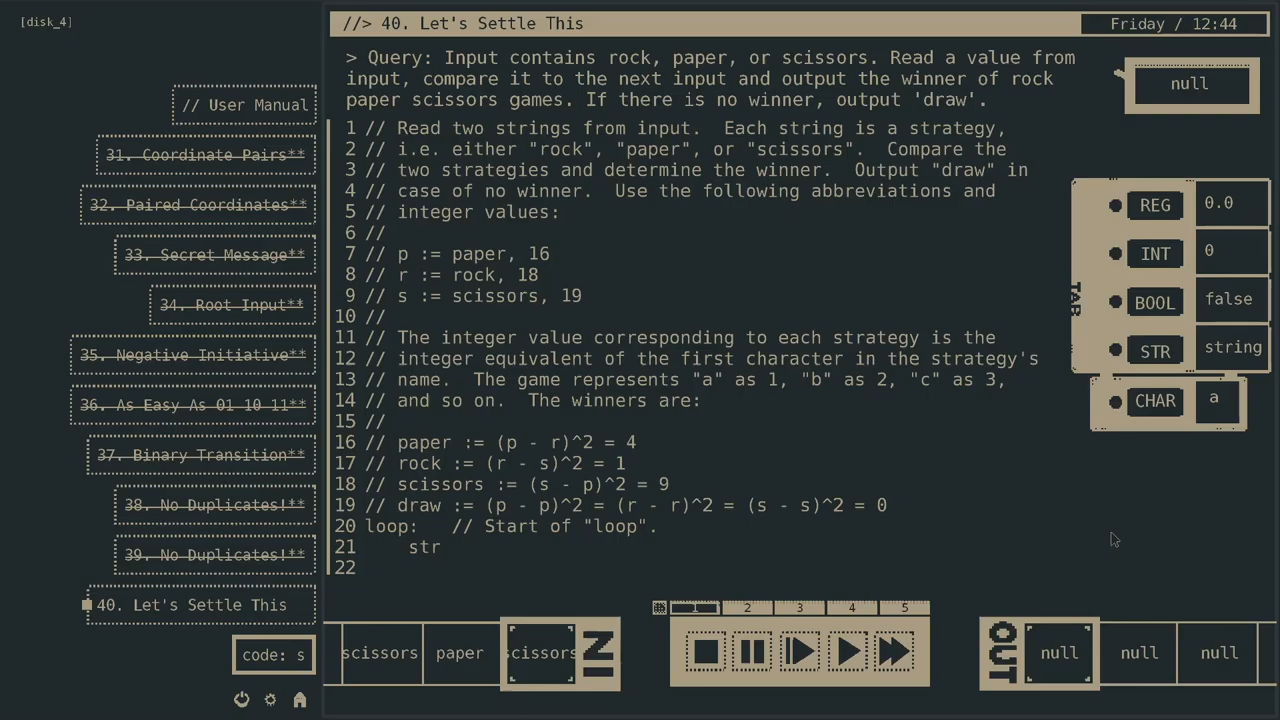 [disk_4]
//> 40. Let's Settle This
Friday / 12:44
> Query: Input contains rock, paper, or scissors. Read a value from
input, compare it to the next input and output the winner of rock
paper scissors games. If there is no winner, output 'draw'.
null
// User Manual
31. Coordinate Pairs**
32. Paired Coordinates**
33. Secret Message**
34. Root Input**
35. Negative Initiative**
36. As Easy As 01 10 11**
37. Binary Transition**
38. No Duplicates!**
39. No Duplicates!**
40. Let's Settle This
code: s
1 // Read two strings from input.  Each string is a strategy,
2 // i.e. either "rock", "paper", or "scissors".  Compare the
3 // two strategies and determine the winner.  Output "draw" in
4 // case of no winner.  Use the following abbreviations and
5 // integer values:
6 //
7 // p := paper, 16
8 // r := rock, 18
9 // s := scissors, 19
10 //
11 // The integer value corresponding to each strategy is the
12 // integer equivalent of the first character in the strategy's
13 // name.  The game represents "a" as 1, "b" as 2, "c" as 3,
14 // and so on.  The winners are:
15 //
16 // paper := (p - r)^2 = 4
17 // rock := (r - s)^2 = 1
18 // scissors := (s - p)^2 = 9
19 // draw := (p - p)^2 = (r - r)^2 = (s - s)^2 = 0
20 loop:   // Start of "loop".
21     str
22
TAB
REG 0.0
INT 0
BOOL false
STR string
CHAR a
scissors paper scissors IN
1 2 3 4 5
OUT null null null